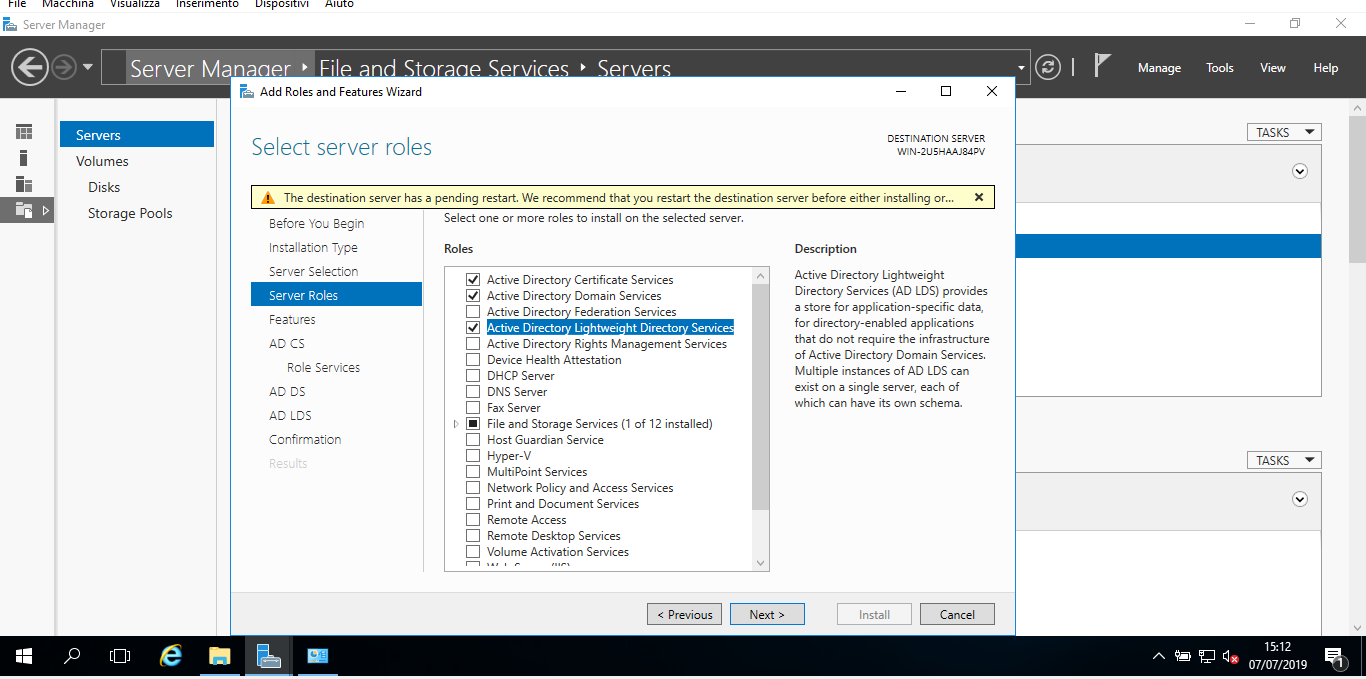 File Macchina Visualizza Inserimento Dispositivi Aiuto
Server Manager
Server Manager File and Storage Services Servers
Manage Tools View Help
Add Roles and Features Wizard
Select server roles
DESTINATION SERVER
WIN-2U5HAAJ84PV
The destination server has a pending restart. We recommend that you restart the destination server before either installing or...
Servers
Volumes
Disks
Storage Pools
Before You Begin
Installation Type
Server Selection
Server Roles
Features
AD CS
Role Services
AD DS
AD LDS
Confirmation
Results
Select one or more roles to install on the selected server.
Roles
Active Directory Certificate Services
Active Directory Domain Services
Active Directory Federation Services
Active Directory Lightweight Directory Services
Active Directory Rights Management Services
Device Health Attestation
DHCP Server
DNS Server
Fax Server
File and Storage Services (1 of 12 installed)
Host Guardian Service
Hyper-V
MultiPoint Services
Network Policy and Access Services
Print and Document Services
Remote Access
Remote Desktop Services
Volume Activation Services
Web Server (IIS)
Description
Active Directory Lightweight
Directory Services (AD LDS) provides
a store for application-specific data,
for directory-enabled applications
that do not require the infrastructure
of Active Directory Domain Services.
Multiple instances of AD LDS can
exist on a single server, each of
which can have its own schema.
TASKS
TASKS
< Previous
Next >
Install
Cancel
15:12
07/07/2019
1